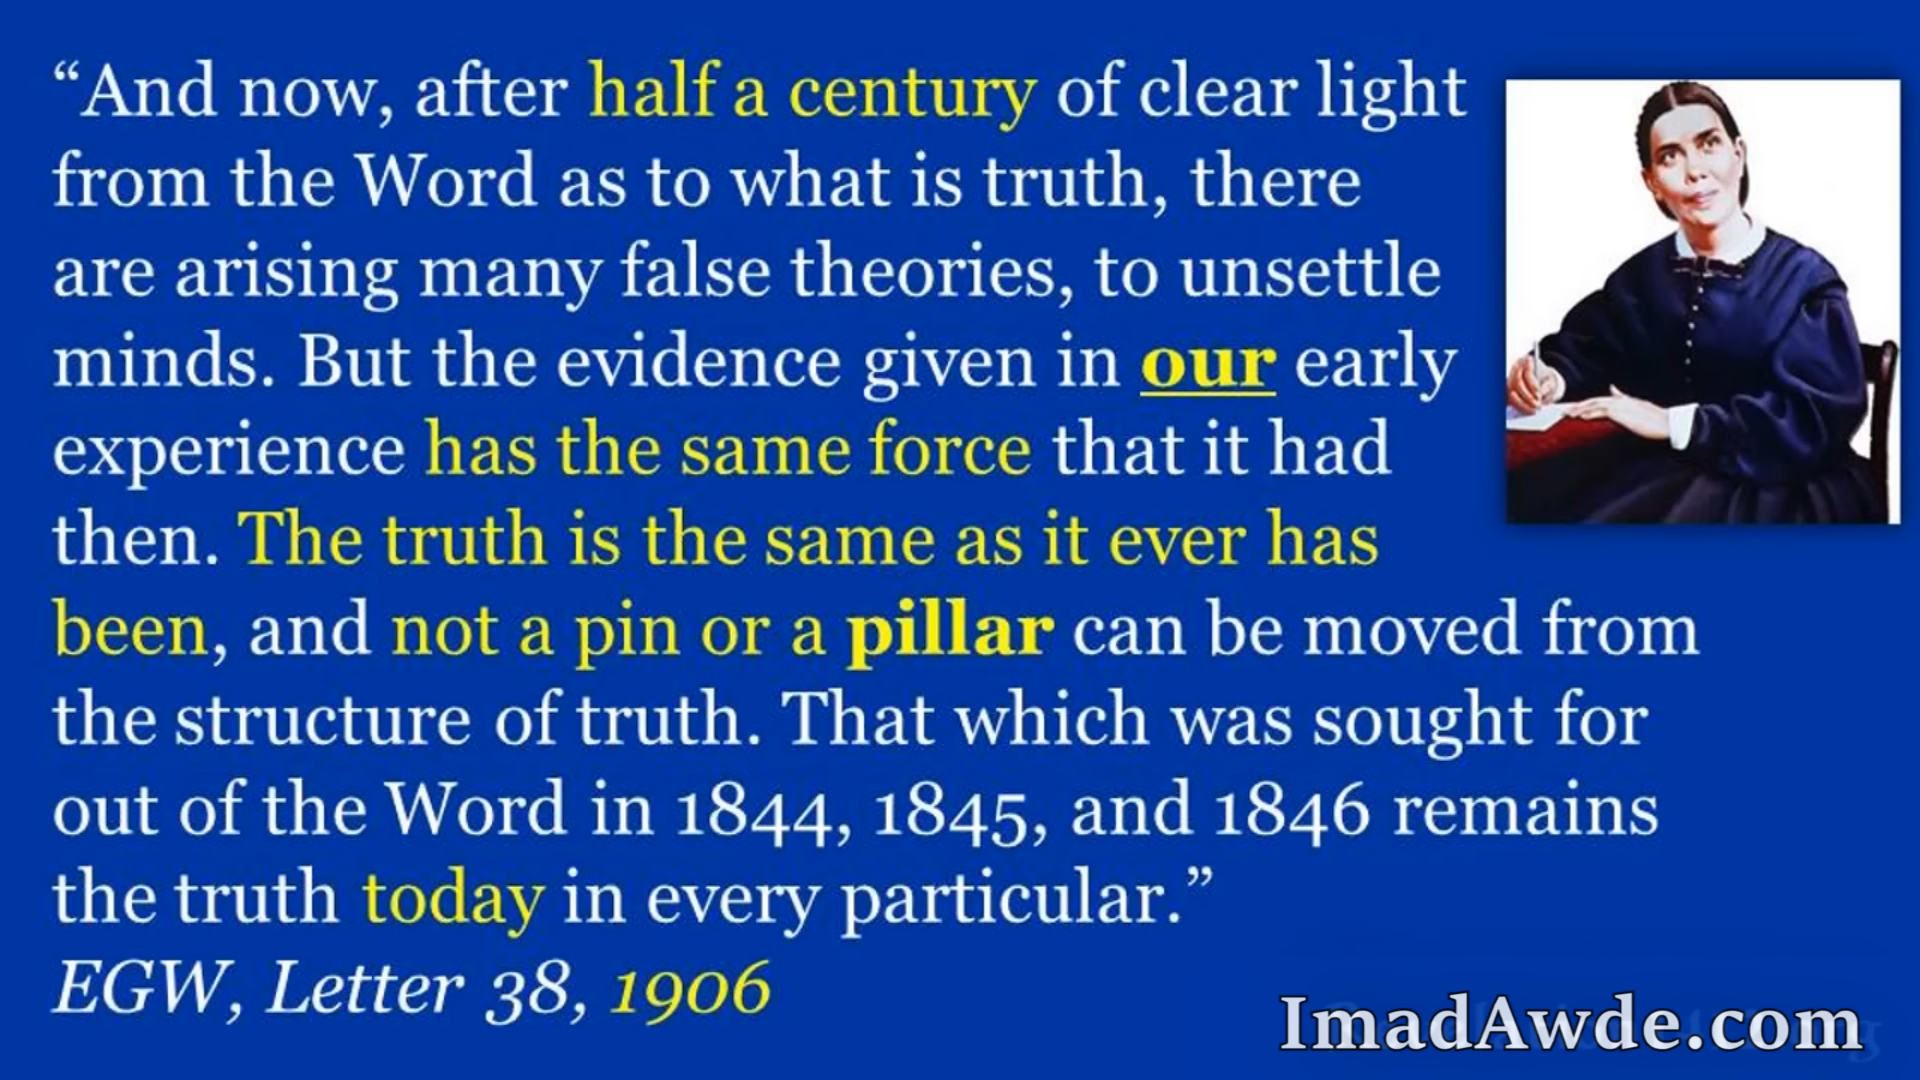 “And now, after half a century of clear light
from the Word as to what is truth, there
are arising many false theories, to unsettle
minds. But the evidence given in our early
experience has the same force that it had
then. The truth is the same as it ever has
been, and not a pin or a pillar can be moved from
the structure of truth. That which was sought for
out of the Word in 1844, 1845, and 1846 remains
the truth today in every particular.”
EGW, Letter 38, 1906
ImadAwde.com